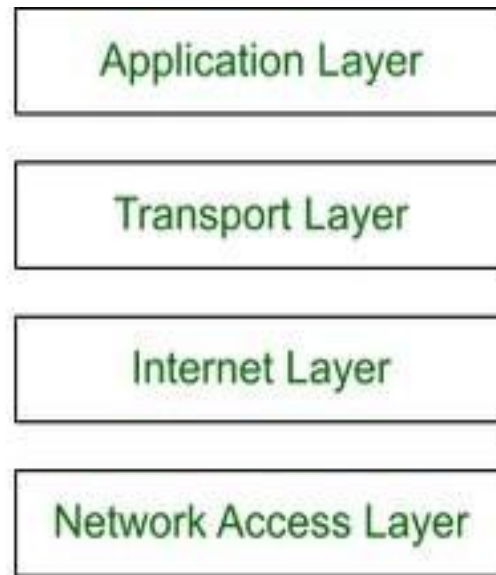 Application Layer
Transport Layer
Internet Layer
Network Access Layer